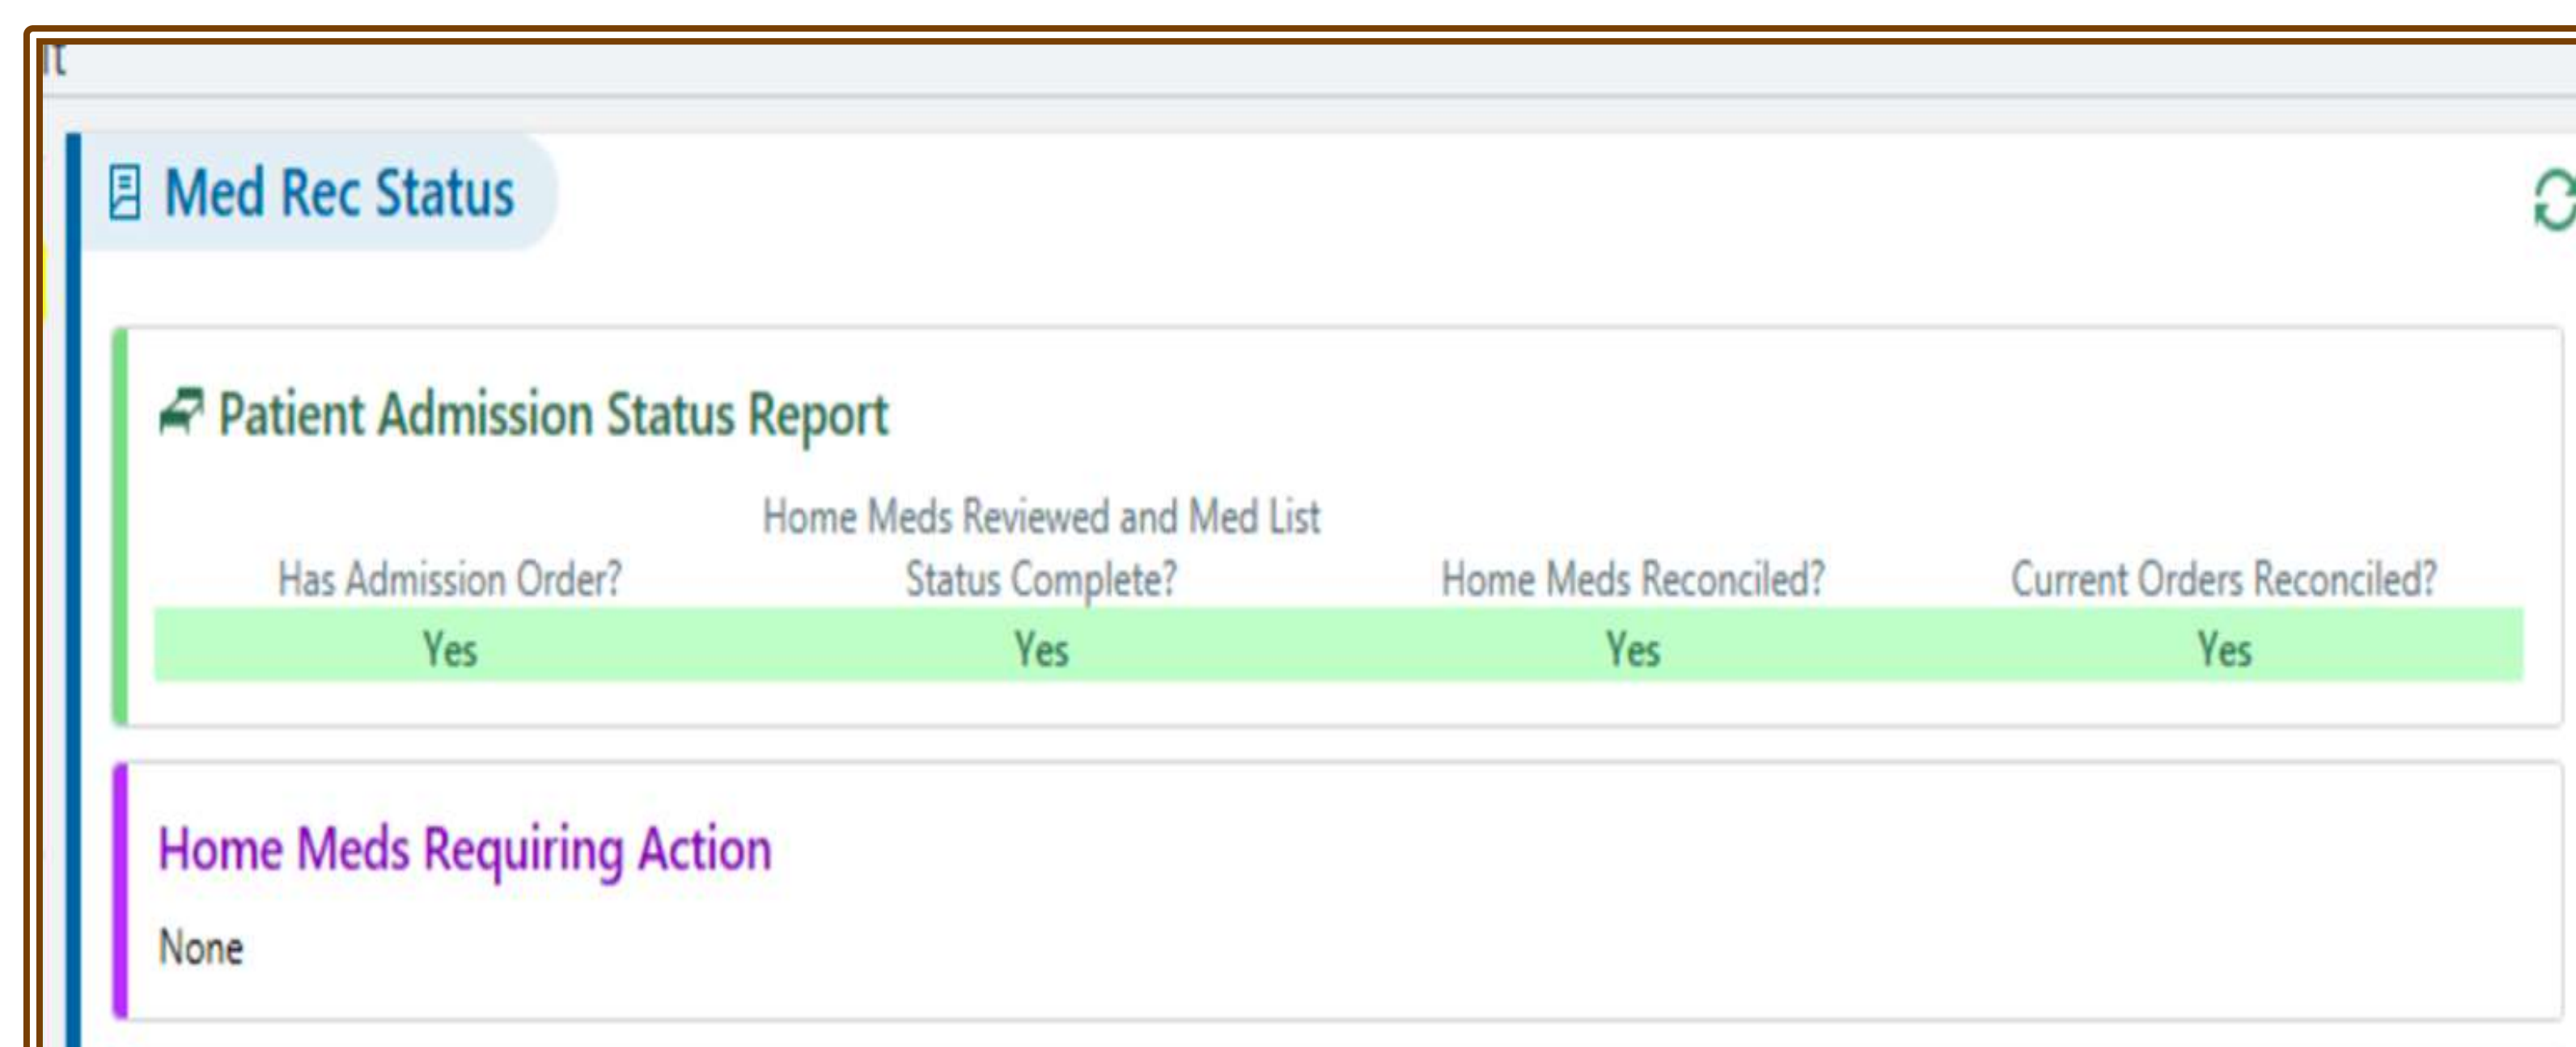 Med Rec Status
Patient Admission Status Report
Has Admission Order?
Home Meds Reviewed and Med List
Status Complete?
Home Meds Reconciled?
Current Orders Reconciled?
Yes Yes Yes Yes
Home Meds Requiring Action
None